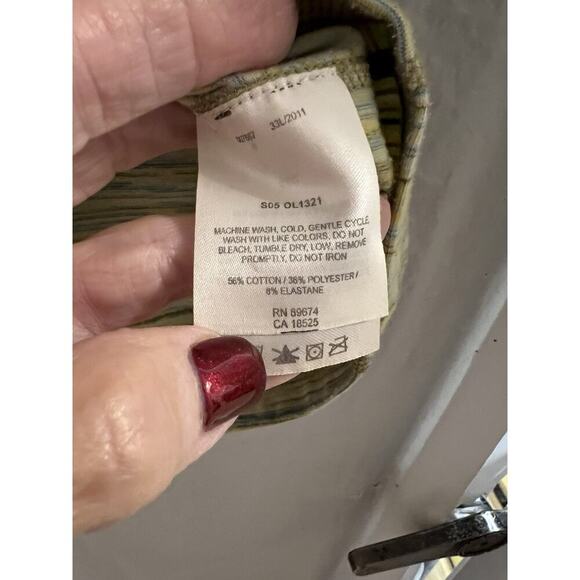 33L/2011
S05 OL1321
MACHINE WASH, COLD, GENTLE CYCLE
WASH WITH LIKE COLORS, DO NOT
BLEACH, TUMBLE DRY, LOW, REMOVE
PROMPTLY, DO NOT IRON
56% COTTON / 36% POLYESTER /
8% ELASTANE
RN 89674
CA 18525